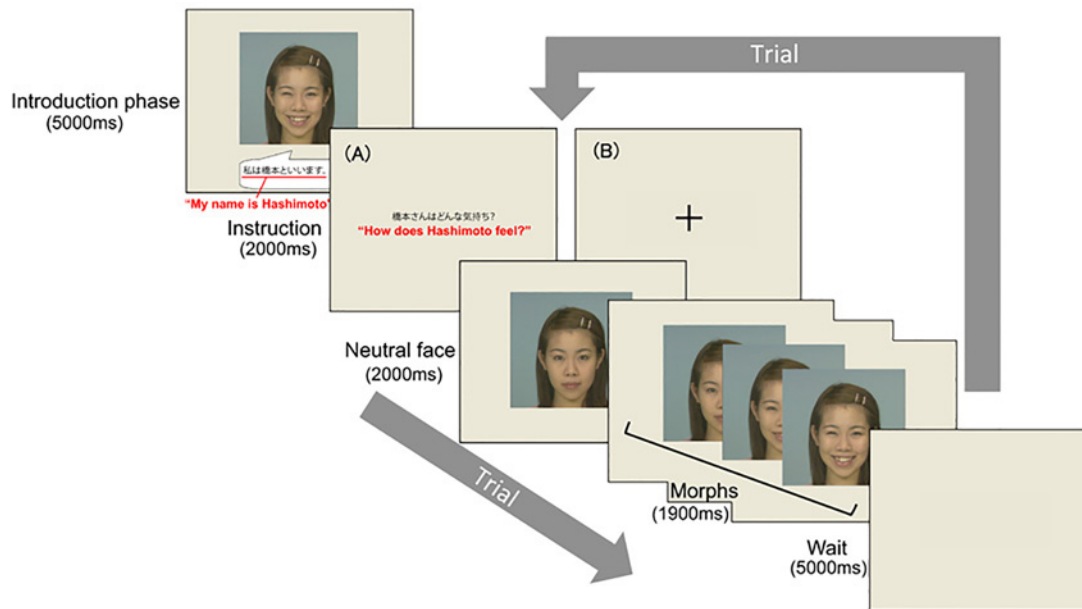 Trial
Introduction phase
(5000ms)
私は橋本といいます。
“My name is Hashimoto”
(A)
(B)
Instruction
(2000ms)
橋本さんはどんな気持ち?
“How does Hashimoto feel?”
Neutral face
(2000ms)
Trial
Morphs
(1900ms)
Wait
(5000ms)